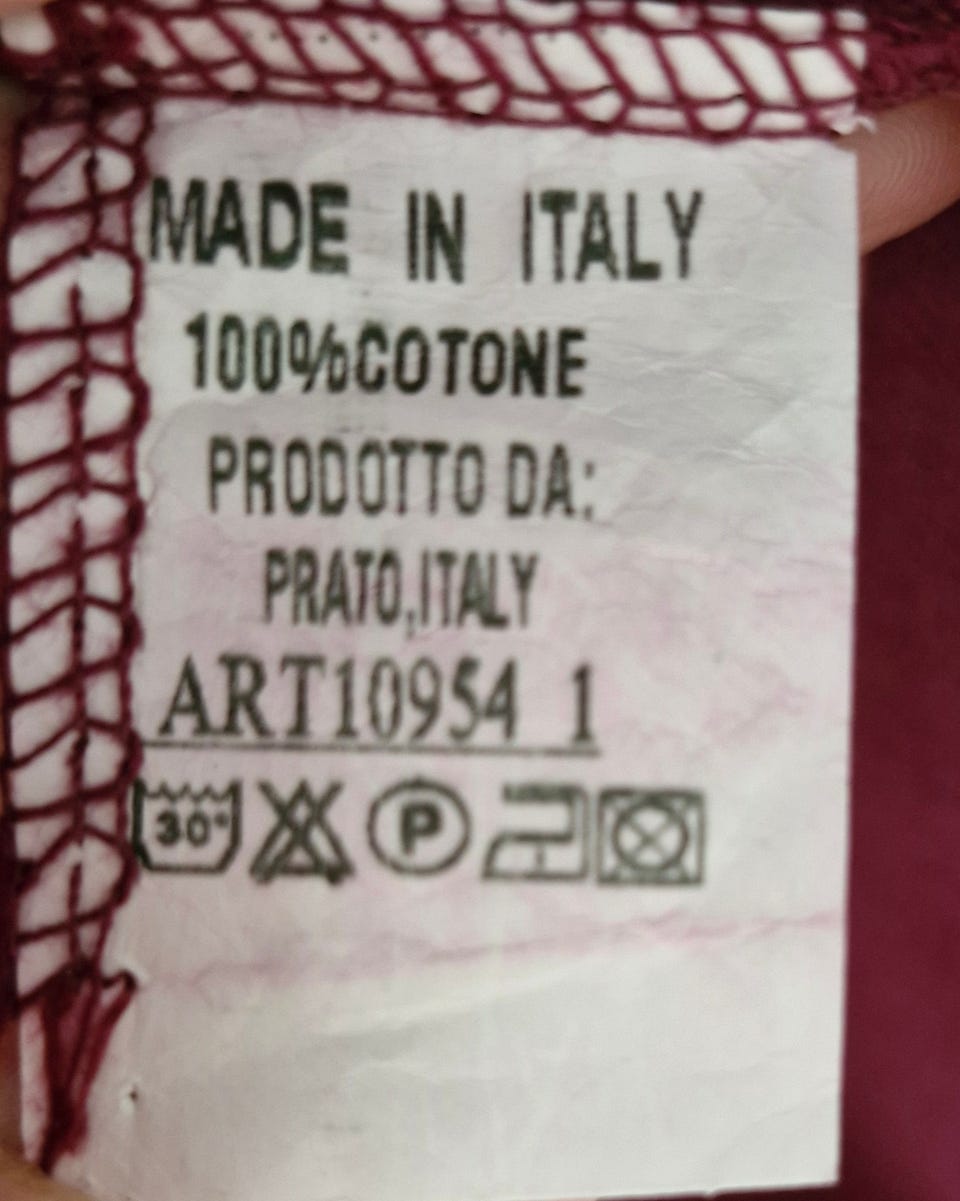 MADE IN ITALY
100%COTONE
PRODOTTO DA:
PRATO,ITALY
ART10954 1
30° P